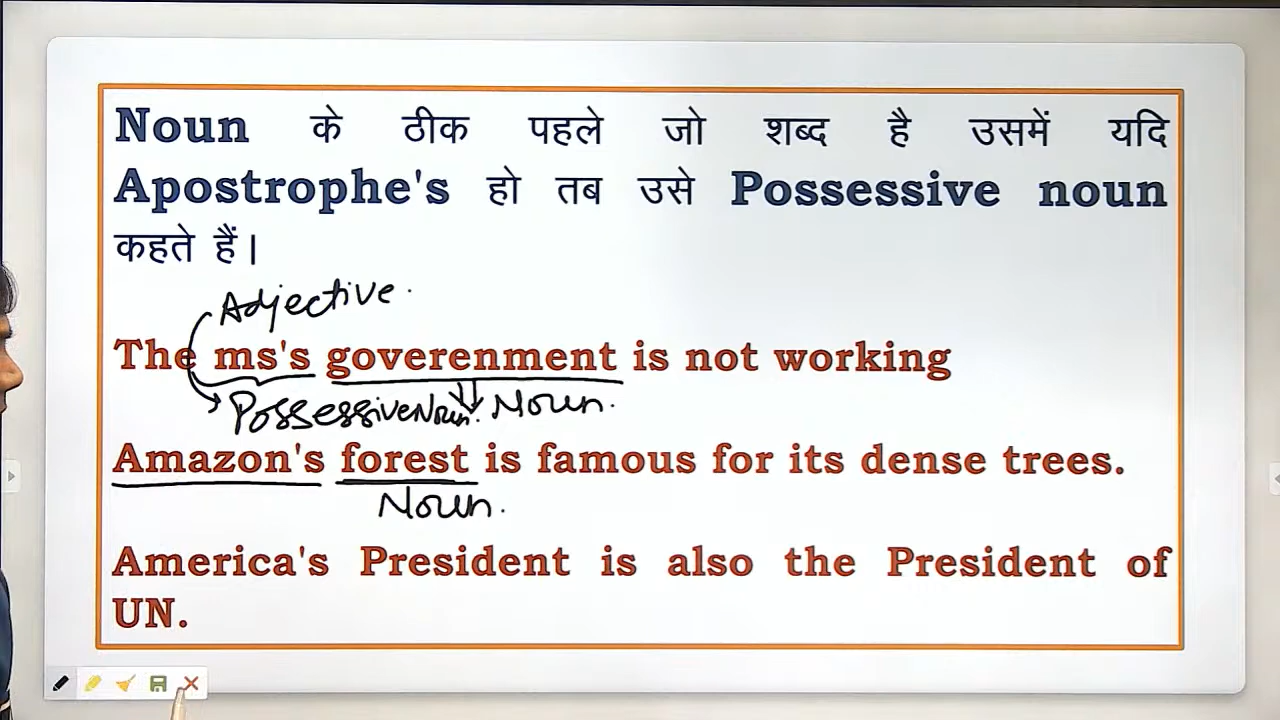 Noun के ठीक पहले जो शब्द है उसमें यदि
Apostrophe's हो तब उसे Possessive noun
कहते हैं।
Adjective.
The ms's goverenment is not working
Possessive Noun. Noun.
Amazon's forest is famous for its dense trees.
Noun.
America's President is also the President of
UN.